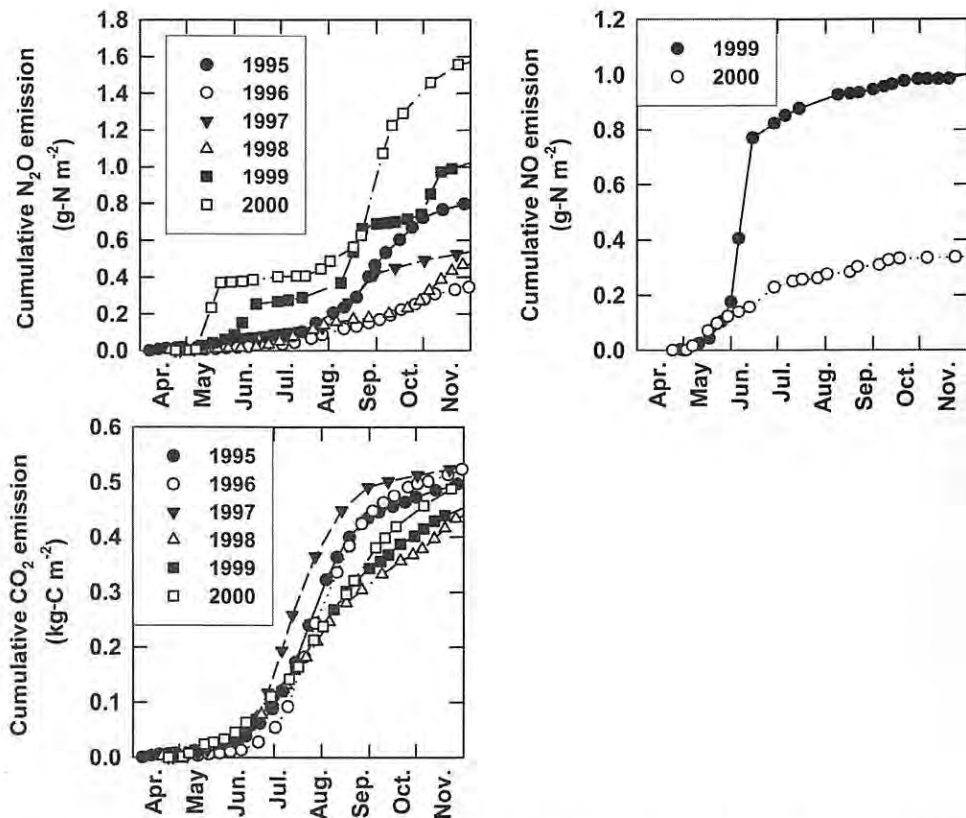 Cumulative N₂O emission
(g-N m⁻²)
1.8
1.6
1.4
1.2
1.0
0.8
0.6
0.4
0.2
0.0
1995
1996
1997
1998
1999
2000
Apr.
May
Jun.
Jul.
Aug.
Sep.
Oct.
Nov.
Cumulative NO emission
(g-N m⁻²)
1.0
0.8
0.6
0.4
0.2
0.0
1999
2000
Apr.
May
Jun.
Jul.
Aug.
Sep.
Oct.
Nov.
Cumulative CO₂ emission
(kg-C m⁻²)
0.6
0.5
0.4
0.3
0.2
0.1
0.0
1995
1996
1997
1998
1999
2000
Apr.
May
Jun.
Jul.
Aug.
Sep.
Oct.
Nov.